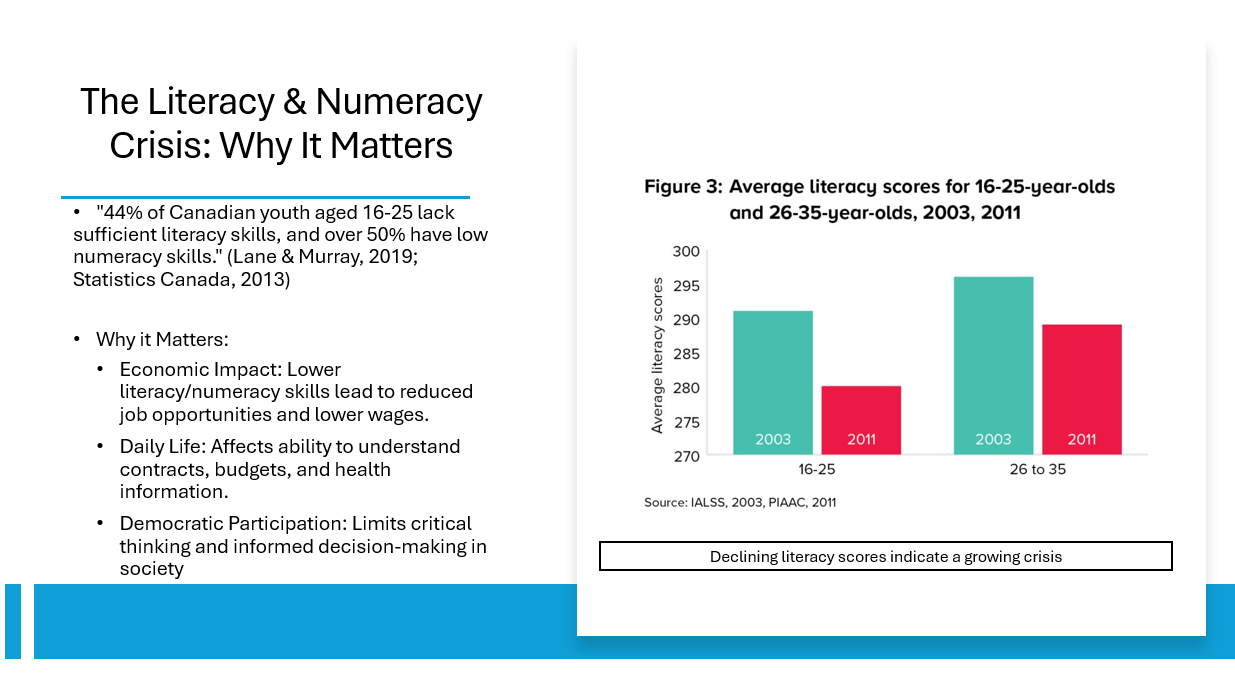 The Literacy & Numeracy
Crisis: Why It Matters
• "44% of Canadian youth aged 16-25 lack
sufficient literacy skills, and over 50% have low
numeracy skills." (Lane & Murray, 2019;
Statistics Canada, 2013)
• Why it Matters:
• Economic Impact: Lower
literacy/numeracy skills lead to reduced
job opportunities and lower wages.
• Daily Life: Affects ability to understand
contracts, budgets, and health
information.
• Democratic Participation: Limits critical
thinking and informed decision-making in
society
Figure 3: Average literacy scores for 16-25-year-olds
and 26-35-year-olds, 2003, 2011
Average literacy scores
300
295
290
285
280
275
270
2003
2011
2003
2011
16-25
26 to 35
Source: IALSS, 2003, PIAAC, 2011
Declining literacy scores indicate a growing crisis